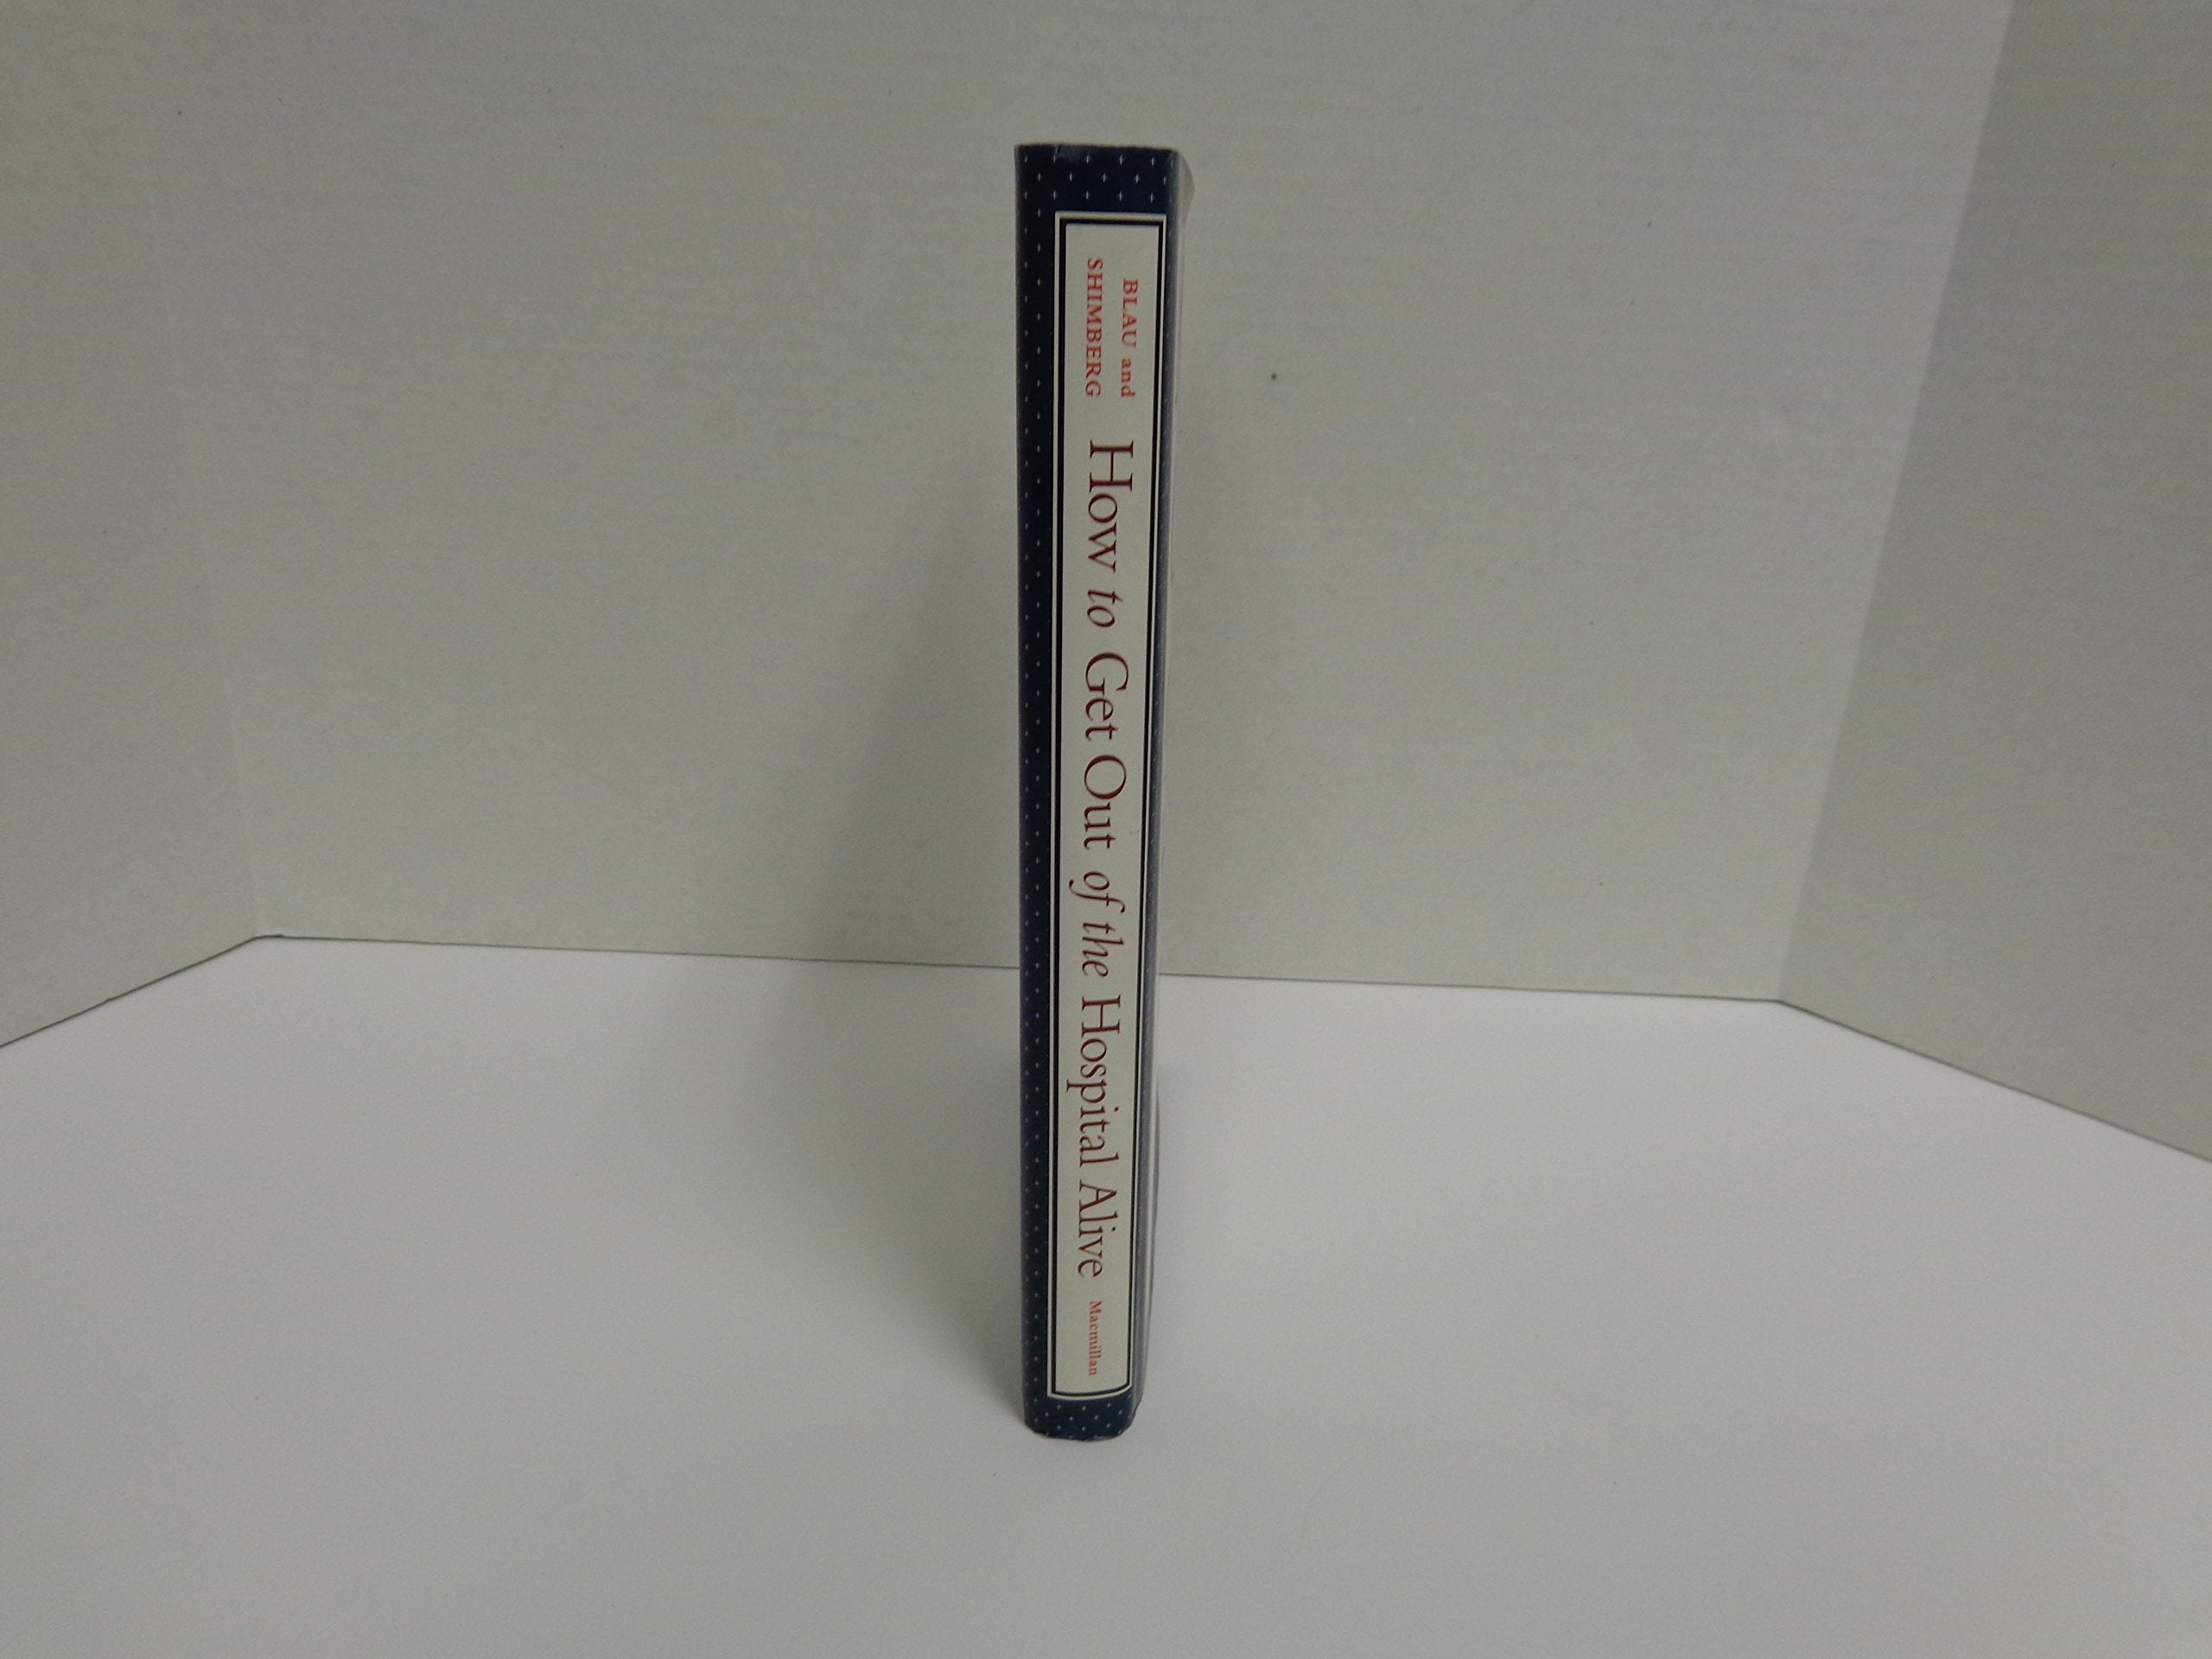 BLAU and
SHIMBERG
How to Get Out of the Hospital Alive
Macmillan